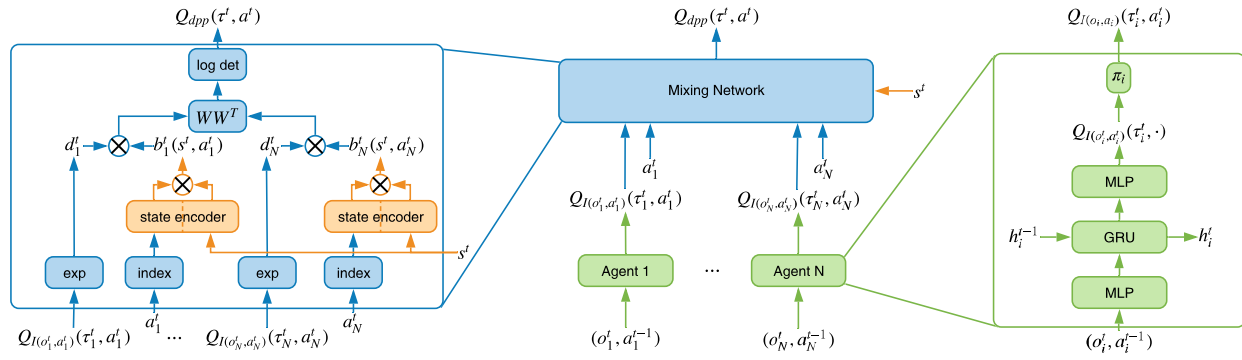 Q_{dpp}(τ^t, a^t)
log det
WW^T
d_1^t
b_1^t(s^t, a_1^t)
d_N^t
b_N^t(s^t, a_N^t)
state encoder
state encoder
s^t
exp
index
exp
index
Q_{I(o_1^t,a_1^t)}(τ_1^t, a_1^t)
a_1^t
...
Q_{I(o_N^t,a_N^t)}(τ_N^t, a_N^t)
a_N^t
Q_{dpp}(τ^t, a^t)
Mixing Network
s^t
a_1^t
a_N^t
Q_{I(o_1^t,a_1^t)}(τ_1^t, a_1^t)
Q_{I(o_N^t,a_N^t)}(τ_N^t, a_N^t)
Agent 1
...
Agent N
(o_1^t, a_1^{t-1})
(o_N^t, a_N^{t-1})
Q_{I(o_i,a_i)}(τ_i^t, a_i^t)
π_i
Q_{I(o_i^t,a_i^t)}(τ_i^t, ·)
MLP
h_i^{t-1}
GRU
h_i^t
MLP
(o_i^t, a_i^{t-1})